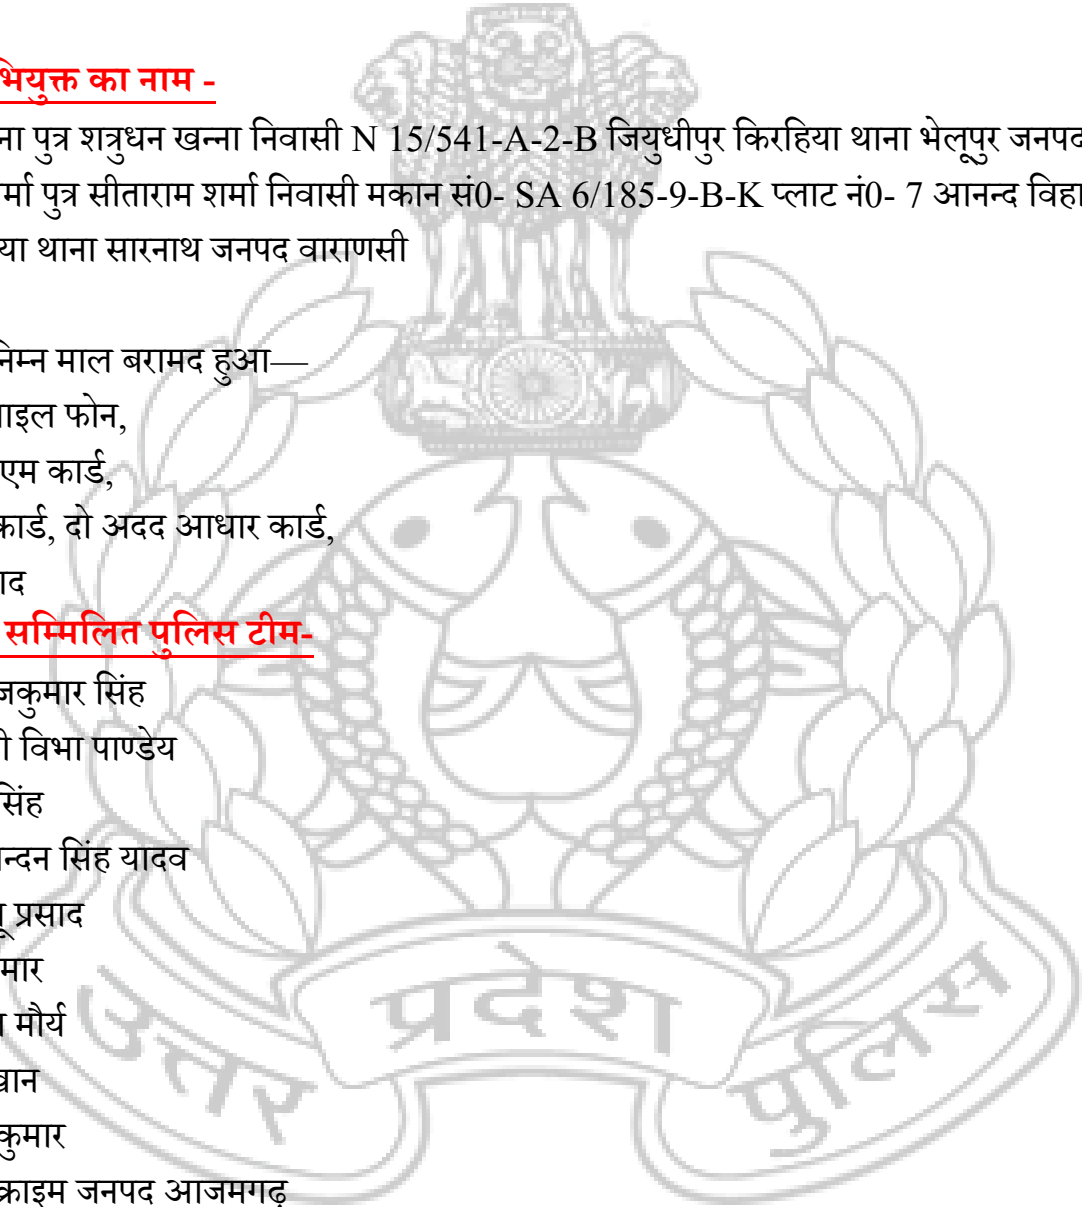 भियुक्त का नाम -
ना पुत्र शत्रुधन खन्ना निवासी N 15/541-A-2-B जियुधीपुर किरहिया थाना भेलूपुर जनपद
र्मा पुत्र सीताराम शर्मा निवासी मकान सं0- SA 6/185-9-B-K प्लाट नं0- 7 आनन्द विहा
या थाना सारनाथ जनपद वाराणसी
निम्न माल बरामद हुआ—
ाइल फोन,
एम कार्ड,
कार्ड, दो अदद आधार कार्ड,
ाद
सम्मिलित पुलिस टीम-
जकुमार सिंह
ी विभा पाण्डेय
सिंह
न्दन सिंह यादव
ू प्रसाद
मार
ा मौर्य
खान
कुमार
क्राइम जनपद आजमगढ़
उत्तर प्रदेश पुलिस